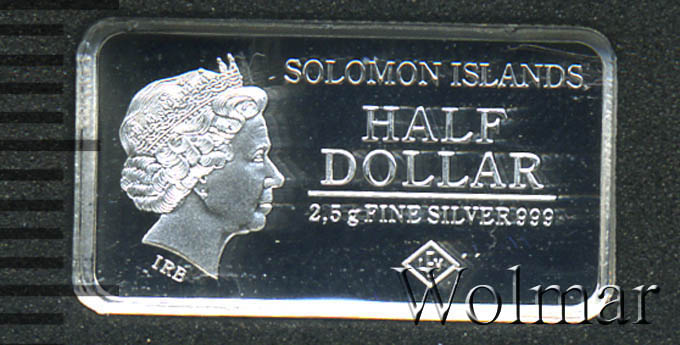 SOLOMON ISLANDS
HALF
DOLLAR
2,5 g FINE SILVER 999
IRB
Wolmar